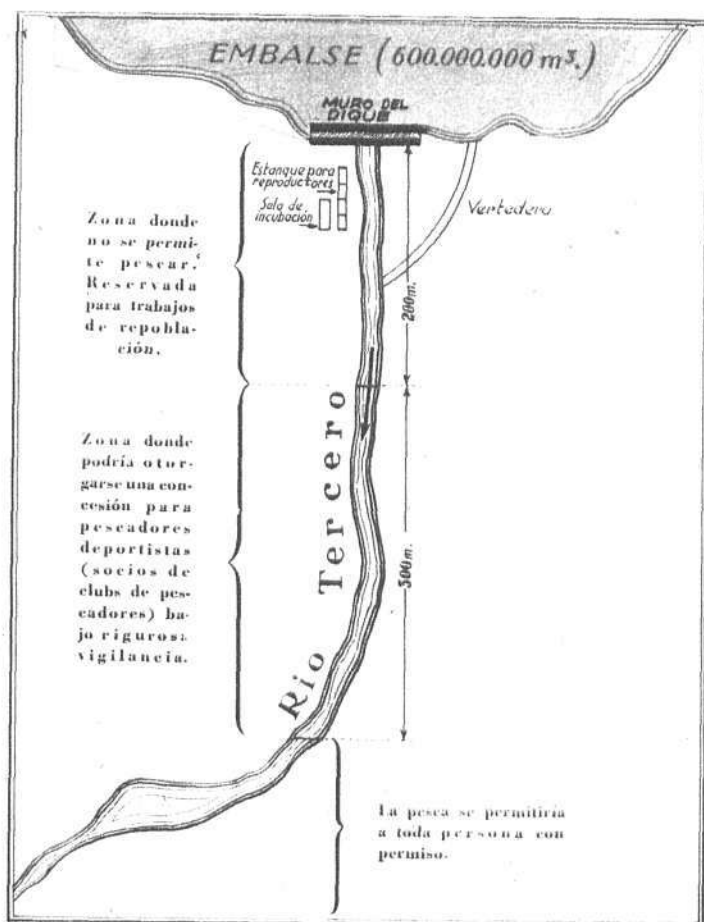 EMBALSE (600.000.000 m³.)
MURO DEL
DIQUE
Estanque para
reproductores
Sala de
incubación
Vertedero
Zona donde
no se permi-
te pescar.
Reservada
para trabajos
de repobla-
ción.
200m.
Zona donde
podría otor-
garse una con-
cesión para
pescadores
deportistas
(socios de
clubs de pes-
cadores) ba-
jo rigurosa
vigilancia.
Rio Tercero
300m.
La pesca se permitiría
a toda persona con
permiso.